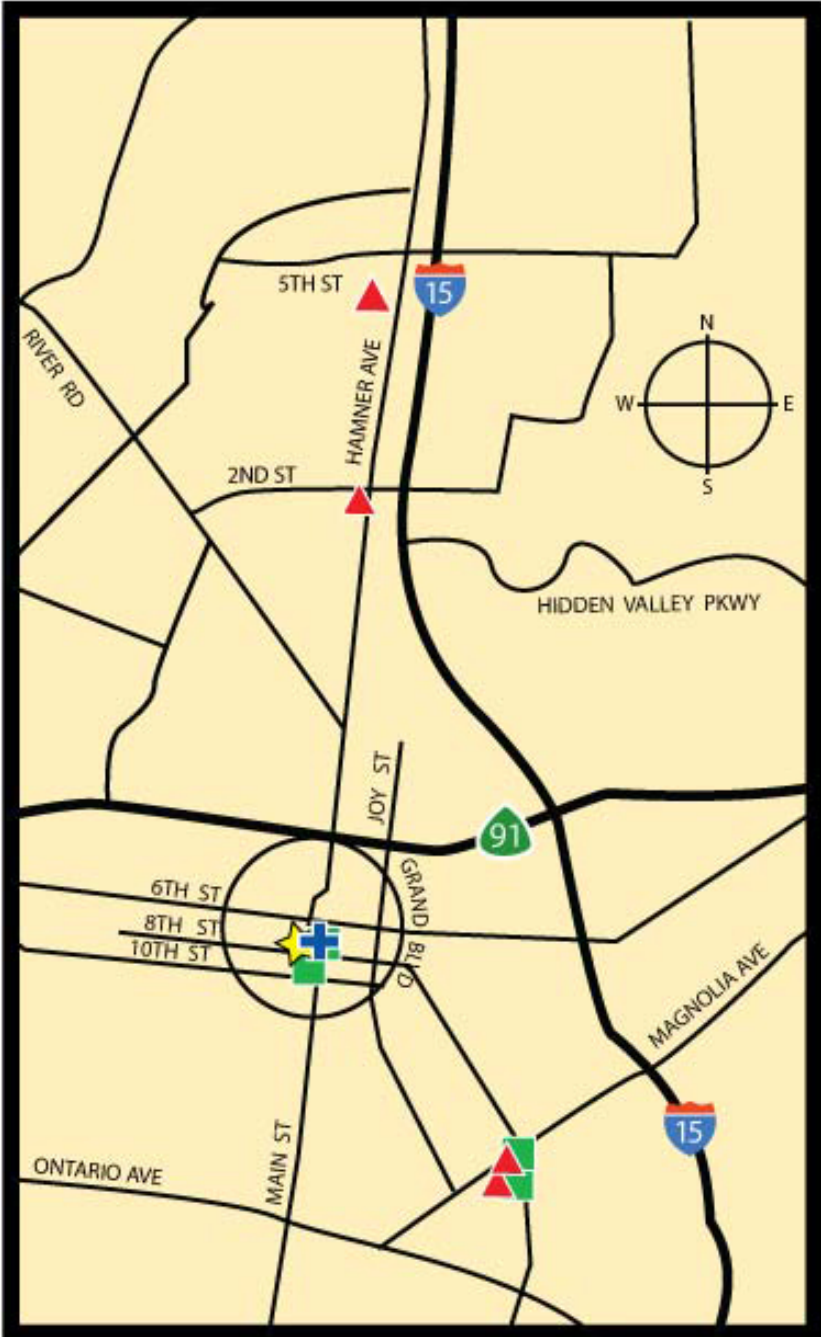 5TH ST
15
RIVER RD
HAMNER AVE
N
W
E
S
2ND ST
HIDDEN VALLEY PKWY
JOY ST
91
GRAND BLVD
6TH ST
8TH ST
10TH ST
MAGNOLIA AVE
15
MAIN ST
ONTARIO AVE